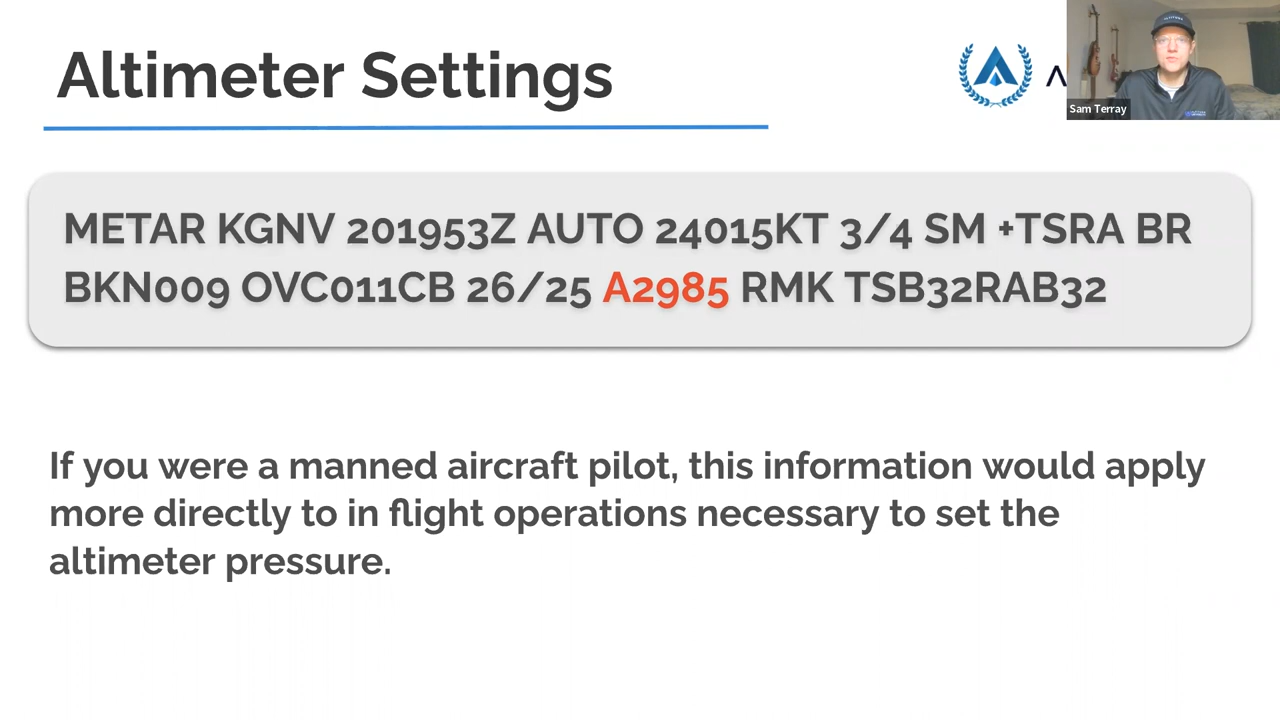 Altimeter Settings
Sam Terray
METAR KGNV 201953Z AUTO 24015KT 3/4 SM +TSRA BR
BKN009 OVC011CB 26/25 A2985 RMK TSB32RAB32
If you were a manned aircraft pilot, this information would apply
more directly to in flight operations necessary to set the
altimeter pressure.